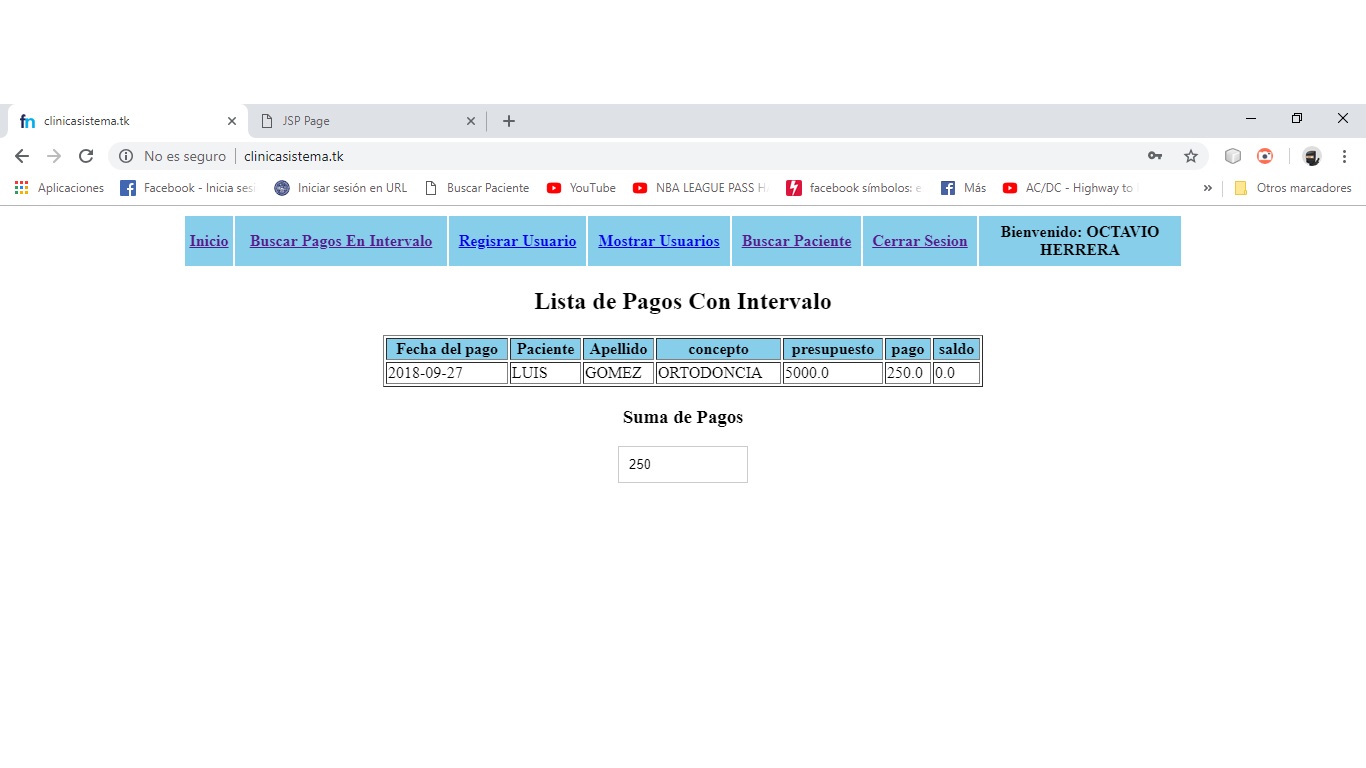 clinicasistema.tk
JSP Page
No es seguro clinicasistema.tk
Aplicaciones Facebook - Inicia sesi Iniciar sesión en URL Buscar Paciente YouTube NBA LEAGUE PASS H facebook símbolos: e Más AC/DC - Highway to » Otros marcadores
Inicio Buscar Pagos En Intervalo Regisrar Usuario Mostrar Usuarios Buscar Paciente Cerrar Sesion Bienvenido: OCTAVIO
HERRERA
Lista de Pagos Con Intervalo
Fecha del pago Paciente Apellido concepto presupuesto pago saldo
2018-09-27 LUIS GOMEZ ORTODONCIA 5000.0 250.0 0.0
Suma de Pagos
250